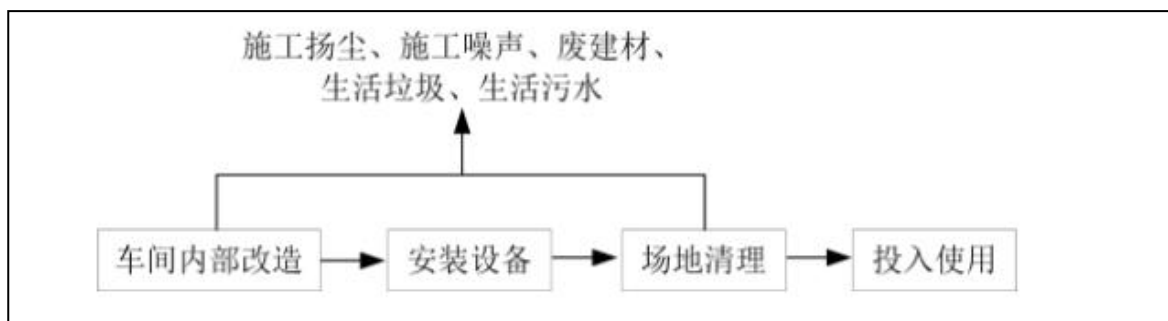 施工扬尘、施工噪声、废建材、
生活垃圾、生活污水
车间内部改造
安装设备
场地清理
投入使用